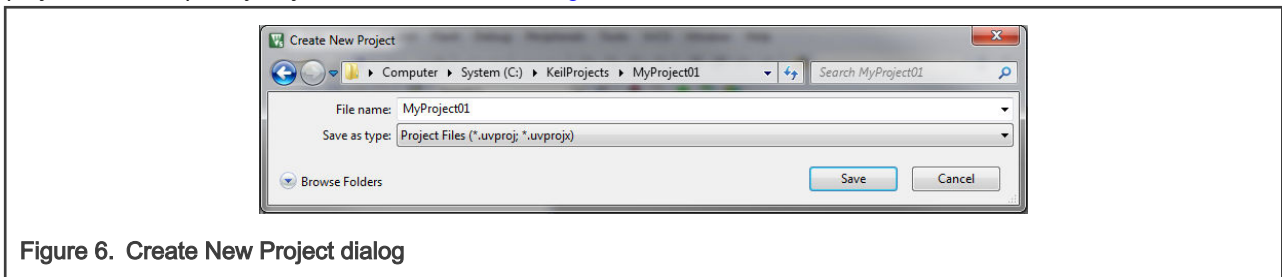 Create New Project
Computer System (C:) KeilProjects MyProject01 Search MyProject01
File name: MyProject01
Save as type: Project Files (*.uvproj; *.uvprojx)
Browse Folders Save Cancel
Figure 6. Create New Project dialog